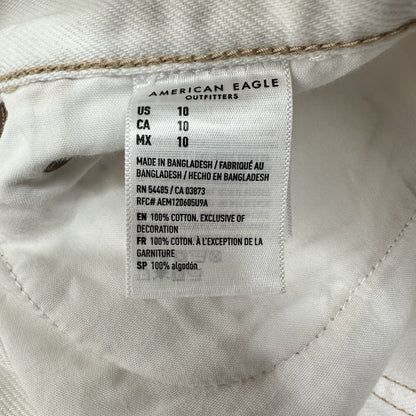 AMERICAN EAGLE
OUTFITTERS
US 10
CA 10
MX 10
MADE IN BANGLADESH / FABRIQUÉ AU
BANGLADESH / HECHO EN BANGLADESH
RN 54485 / CA 03873
RFC# AEM120605U9A
EN 100% COTTON. EXCLUSIVE OF
DECORATION
FR 100% COTON. À L'EXCEPTION DE LA
GARNITURE
SP 100% algodón